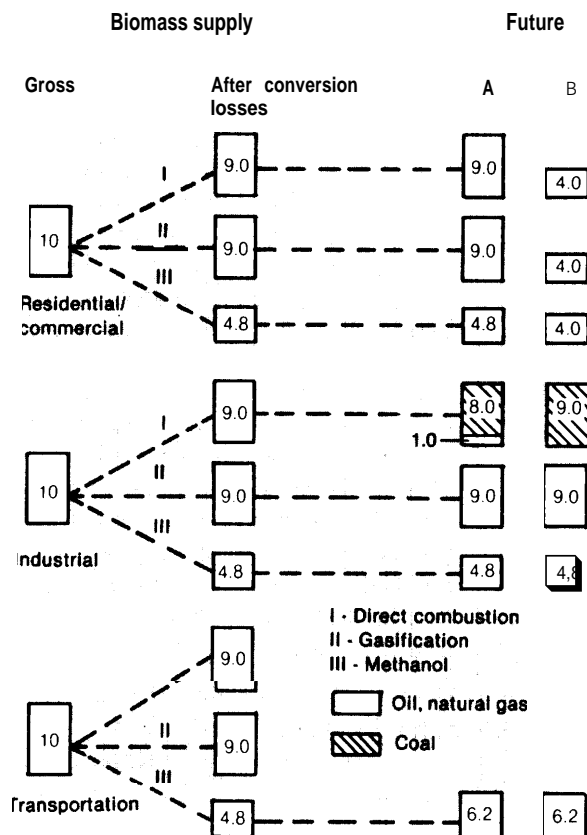 Biomass supply Future
Gross After conversion losses A B
I 9.0 9.0 4.0
10 II 9.0 9.0 4.0
III 4.8 4.8 4.0
Residential/
commercial
I 9.0 8.0 9.0
1.0
10 II 9.0 9.0 9.0
III 4.8 4.8 4,8
Industrial
I - Direct combustion
II - Gasification
III - Methanol
Oil, natural gas
Coal
9.0
10 II 9.0
III 4.8 6.2 6.2
Transportation